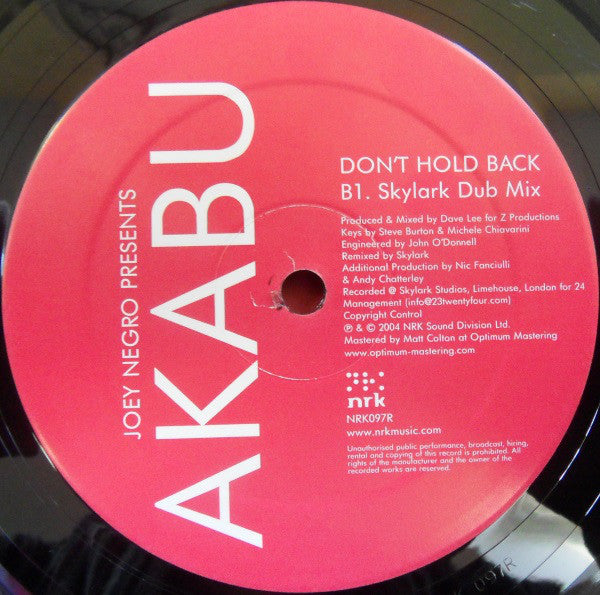 JOEY NEGRO PRESENTS
AKABU
DON'T HOLD BACK
B1. Skylark Dub Mix
Produced & Mixed by Dave Lee for Z Productions
Keys by Steve Burton & Michele Chiavarini
Engineered by John O'Donnell
Remixed by Skylark
Additional Production by Nic Fanciulli
& Andy Chatterley
Recorded @ Skylark Studios, Limehouse, London for 24
Management (info@23twentyfour.com)
Copyright Control
℗ & © 2004 NRK Sound Division Ltd.
Mastered by Matt Colton at Optimum Mastering
www.optimum-mastering.com
nrk
NRK097R
www.nrkmusic.com
Unauthorised public performance, broadcast, hiring,
rental and copying of this record is prohibited. All
rights of the manufacturer and the owner of the
recorded works are reserved.
097R